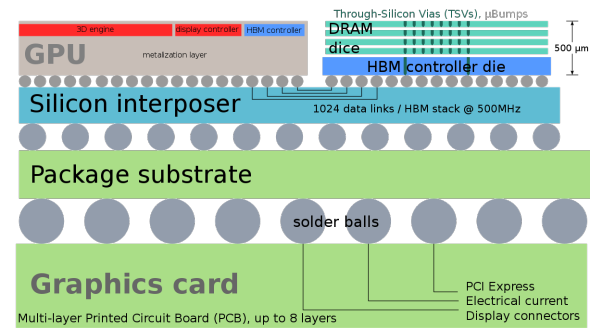 Through-Silicon Vias (TSVs), µBumps
3D engine
display controller
HBM controller
DRAM
GPU
metalization layer
dice
500 µm
HBM controller die
Silicon interposer
1024 data links / HBM stack @ 500MHz
Package substrate
solder balls
Graphics card
PCI Express
Electrical current
Display connectors
Multi-layer Printed Circuit Board (PCB), up to 8 layers